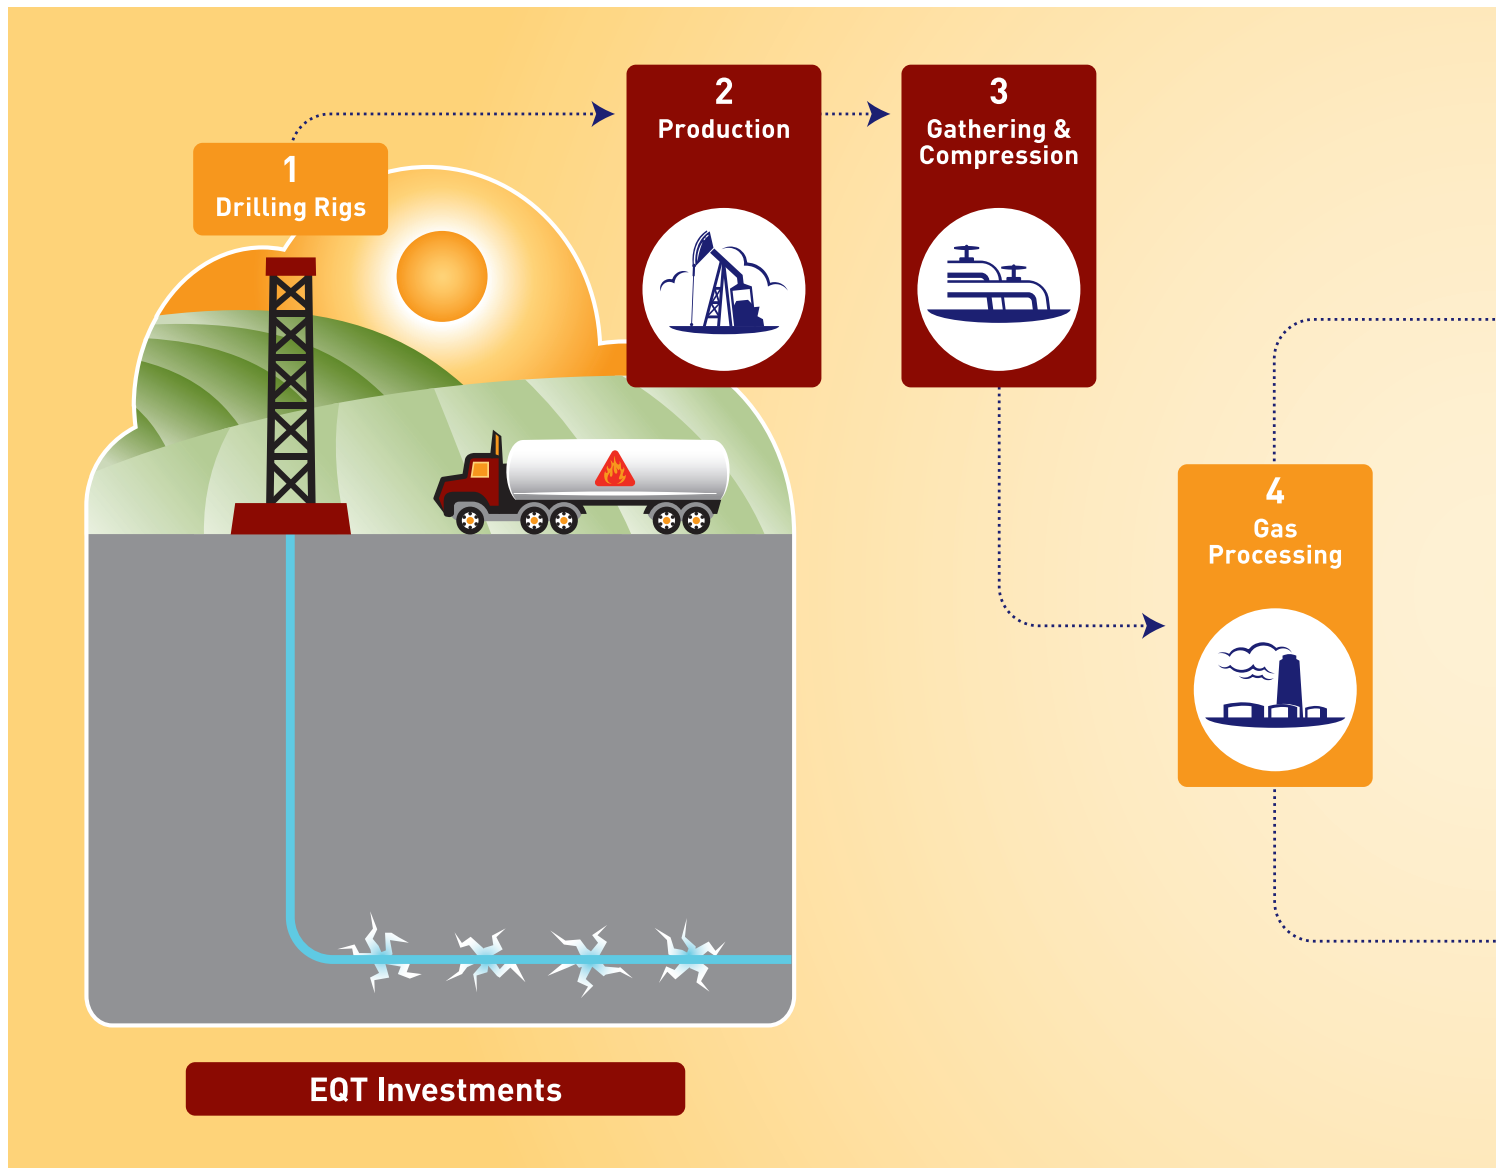 1
Drilling Rigs
2
Production
3
Gathering &
Compression
4
Gas
Processing
EQT Investments